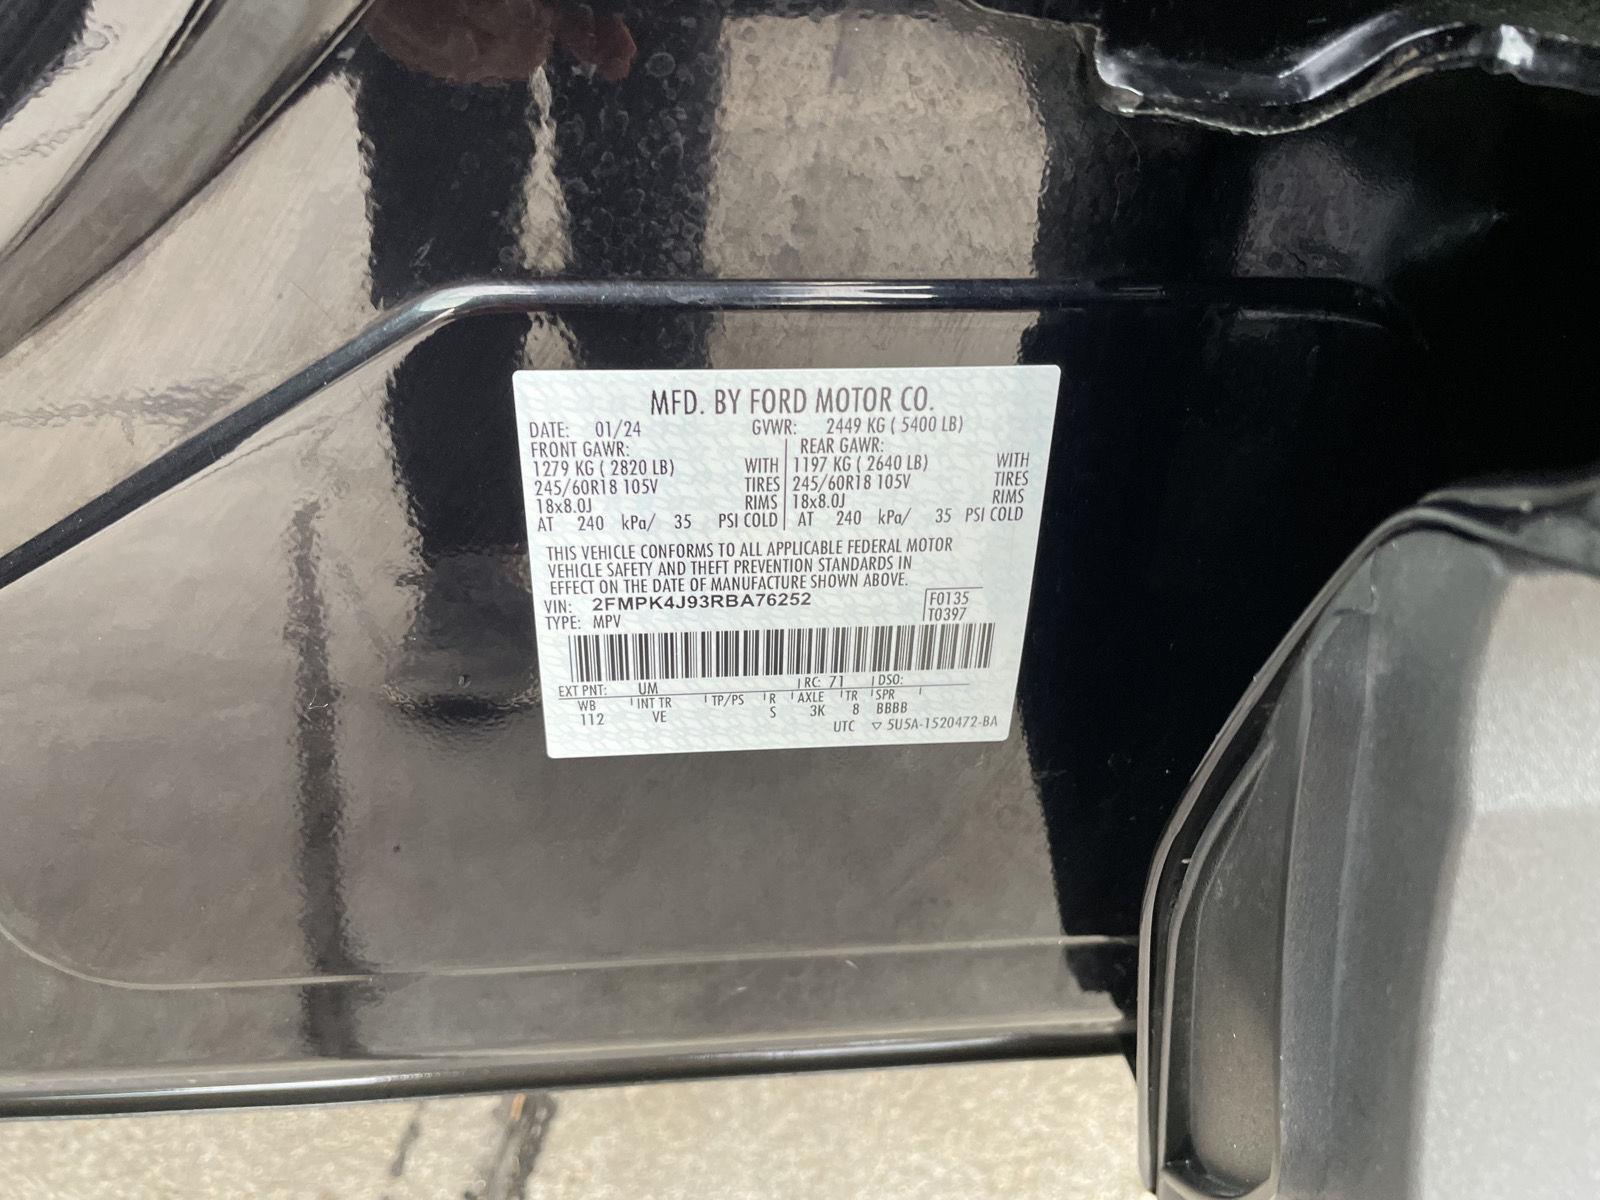 MFD. BY FORD MOTOR CO.
DATE: 01/24 GVWR: 2449 KG ( 5400 LB)
FRONT GAWR: REAR GAWR:
1279 KG ( 2820 LB) WITH 1197 KG ( 2640 LB) WITH
245/60R18 105V TIRES 245/60R18 105V TIRES
18x8.0J RIMS 18x8.0J RIMS
AT 240 kPa/ 35 PSI COLD AT 240 kPa/ 35 PSI COLD
THIS VEHICLE CONFORMS TO ALL APPLICABLE FEDERAL MOTOR
VEHICLE SAFETY AND THEFT PREVENTION STANDARDS IN
EFFECT ON THE DATE OF MANUFACTURE SHOWN ABOVE.
VIN: 2FMPK4J93RBA76252 F0135
TYPE: MPV T0397
EXT PNT: UM RC: 71 DSO:
WB INT TR TP/PS R AXLE TR SPR
112 VE S 3K 8 BBBB
UTC ▽ 5U5A-1520472-BA